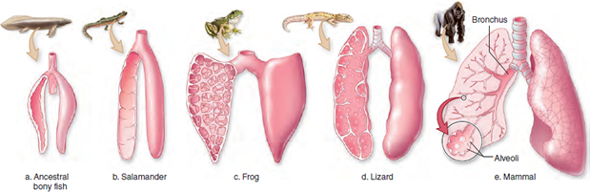 Bronchus
Alveoli
a. Ancestral
bony fish
b. Salamander
c. Frog
d. Lizard
e. Mammal